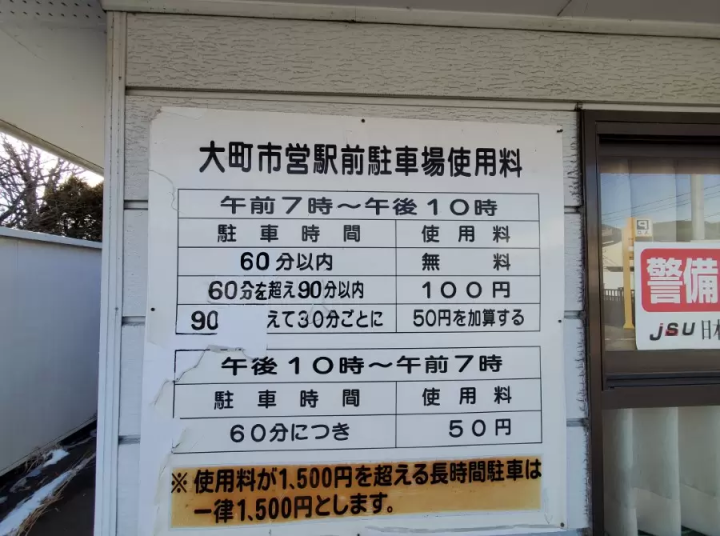 大町市営駅前駐車場使用料
午前7時～午後10時
駐車時間 使用料
60分以内 無料
60分を超え90分以内 100円
90 えて30分ごとに 50円を加算する
午後10時～午前7時
駐車時間 使用料
60分につき 50円
※使用料が1,500円を超える長時間駐車は
一律1,500円とします。
警備
JSU日本